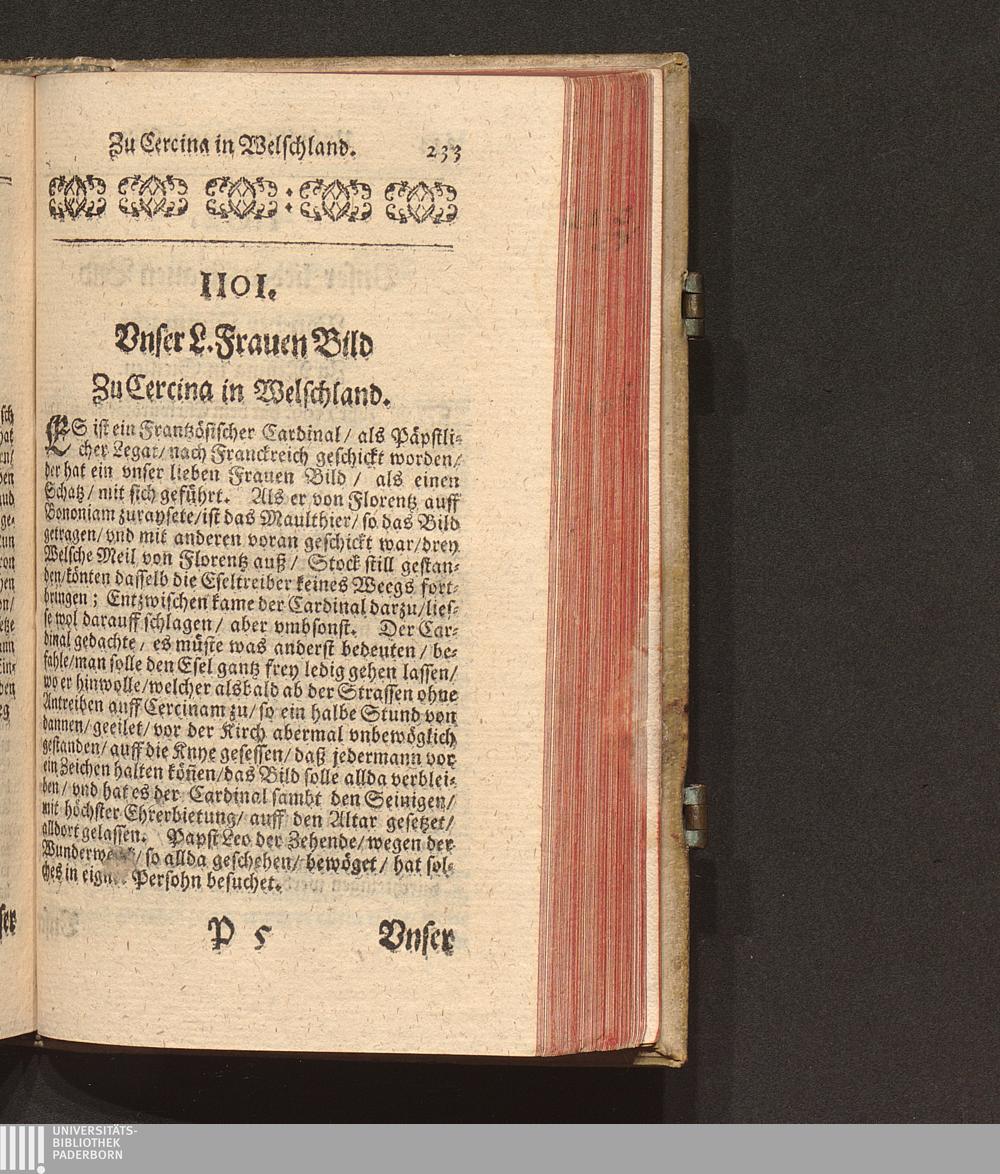 Zu Cercina in Welschland. 233
1101.
Vnser L. Frauen Bild
Zu Cercina in Welschland.
ES ist ein Frantzösischer Cardinal / als Päpstli-
cher Legat / nach Franckreich geschickt worden /
der hat ein vnser lieben Frauen Bild / als einen
Schatz / mit sich geführt. Als er von Florentz auff
Bononiam zuraysete / ist das Maulthier / so das Bild
getragen / vnd mit anderen voran geschickt war / drey
Welsche Meil von Florentz auß / Stock still gestan-
den / könten dasselb die Eseltreiber keines Weegs fort-
bringen ; Entzwischen kame der Cardinal darzu / lies-
se wol darauff schlagen / aber vmbsonst. Der Car-
dinal gedachte / es müste was anderst bedeuten / be-
fahle / man solle den Esel gantz frey ledig gehen lassen /
wo er hinwolle / welcher alsbald ab der Strassen ohne
Antreiben auff Cercinam zu / so ein halbe Stund von
dannen / geeilet / vor der Kirch abermal vnbewöglich
gestanden / auff die Knye gesessen / daß jedermann vor
ein Zeichen halten köñen / das Bild solle allda verblei-
ben / vnd hat es der Cardinal sambt den Seinigen /
mit höchster Ehrerbietung / auff den Altar gesetzet /
alldort gelassen. Papst Leo der Zehende / wegen der
/ so allda geschehen / bewöget / hat sol-
ches in Persohn besuchet.
P 5 Vnser
UNIVERSITÄTS-
BIBLIOTHEK
PADERBORN